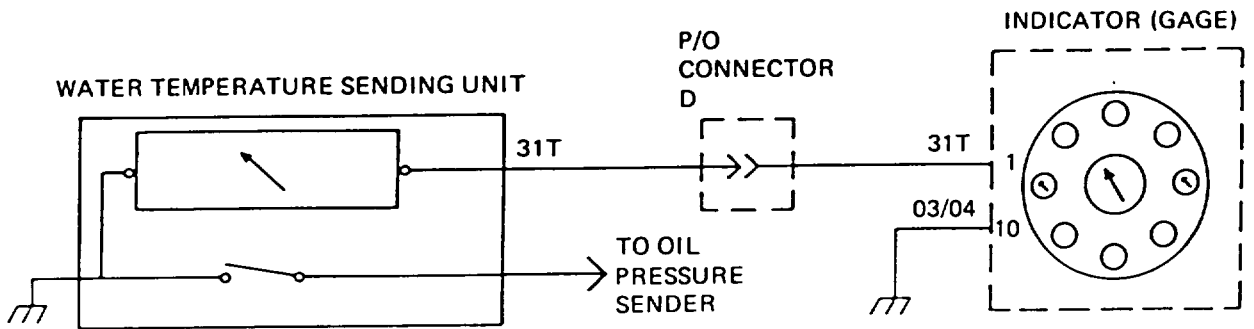 INDICATOR (GAGE)
P/O
CONNECTOR
D
WATER TEMPERATURE SENDING UNIT
31T
31T
1
03/04
10
TO OIL
PRESSURE
SENDER